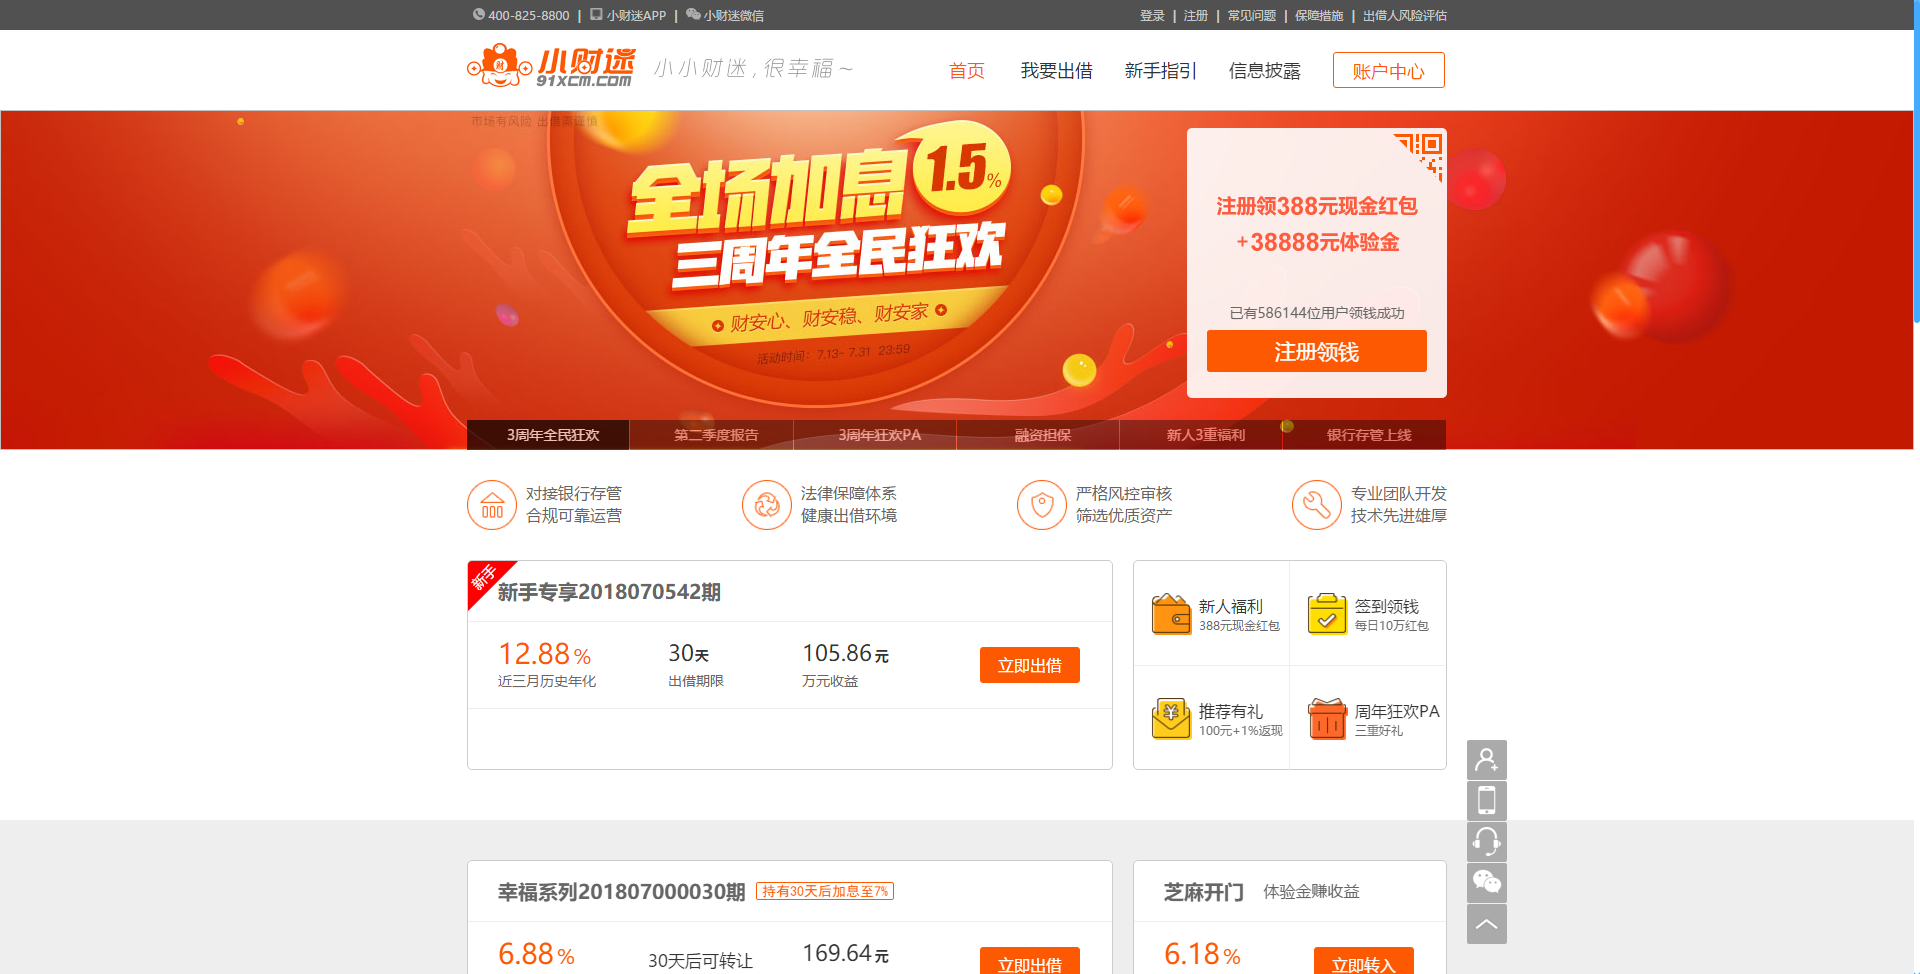 400-825-8800 | 小财迷APP | 小财迷微信
登录 | 注册 | 常见问题 | 保障措施 | 出借人风险评估
小财迷
91XCM.COM
小小财迷，很幸福~
首页 我要出借 新手指引 信息披露 账户中心
市场有风险 出借需谨慎
全场加息 1.5%
三周年全民狂欢
财安心、财安稳、财安家
活动时间：7.13- 7.31 23:59
注册领388元现金红包
+38888元体验金
已有586144位用户领钱成功
注册领钱
3周年全民狂欢 第二季度报告 3周年狂欢PA 融资担保 新人3重福利 银行存管上线
对接银行存管
合规可靠运营
法律保障体系
健康出借环境
严格风控审核
筛选优质资产
专业团队开发
技术先进雄厚
新手
新手专享2018070542期
12.88%
近三月历史年化
30天
出借期限
105.86元
万元收益
立即出借
新人福利
388元现金红包
签到领钱
每日10万红包
推荐有礼
100元+1%返现
周年狂欢PA
三重好礼
幸福系列201807000030期 持有30天后加息至7%
6.88%
30天后可转让
169.64元
立即出借
芝麻开门 体验金赚收益
6.18%
立即转入